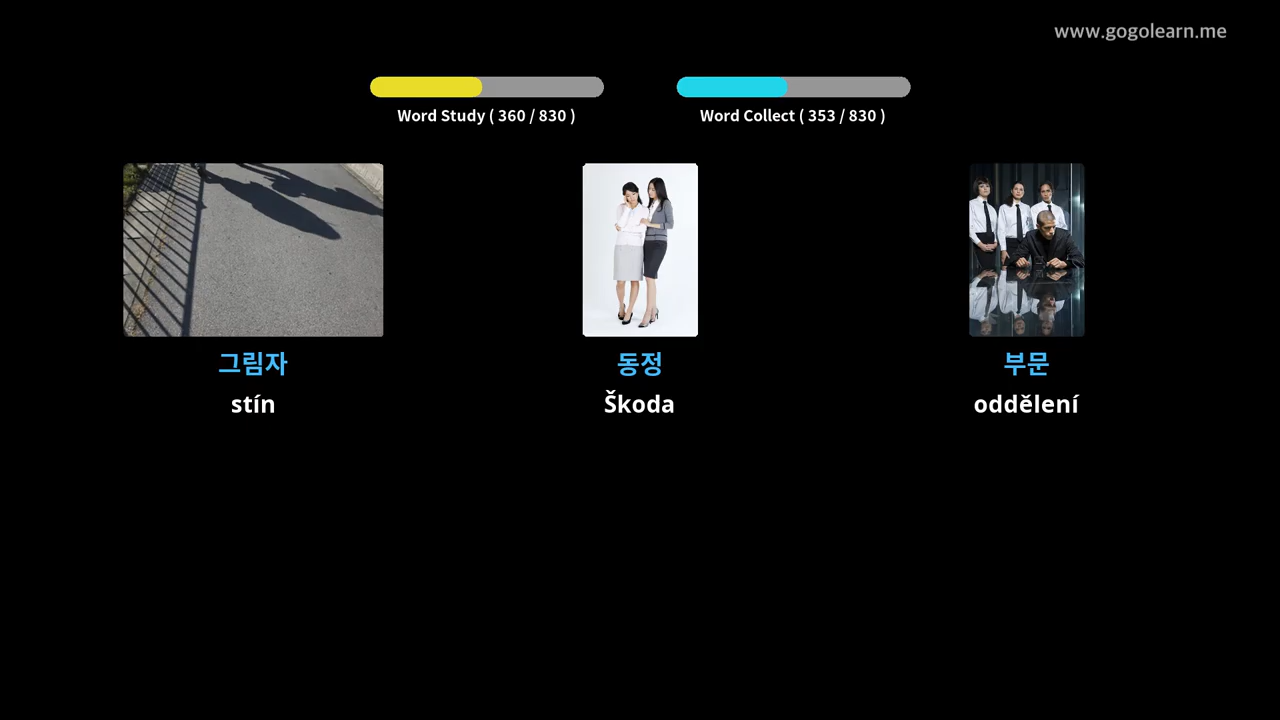 www.gogolearn.me
Word Study ( 360 / 830 )
Word Collect ( 353 / 830 )
그림자
stín
동정
Škoda
부문
oddělení